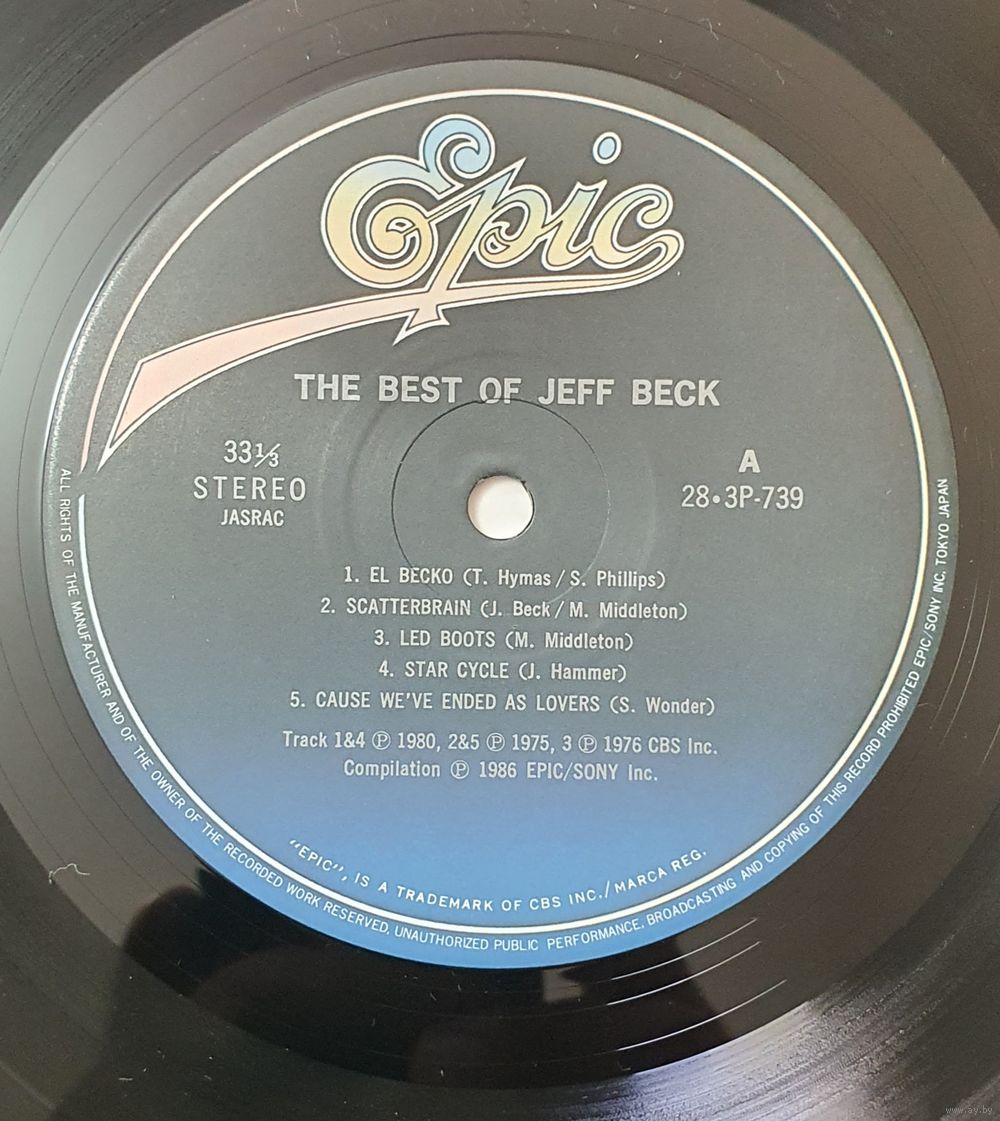 Epic
THE BEST OF JEFF BECK
33⅓
STEREO
JASRAC
A
28•3P-739
1. EL BECKO (T. Hymas / S. Phillips)
2. SCATTERBRAIN (J. Beck / M. Middleton)
3. LED BOOTS (M. Middleton)
4. STAR CYCLE (J. Hammer)
5. CAUSE WE'VE ENDED AS LOVERS (S. Wonder)
Track 1&4 ℗ 1980, 2&5 ℗ 1975, 3 ℗ 1976 CBS Inc.
Compilation ℗ 1986 EPIC/SONY Inc.
"EPIC", IS A TRADEMARK OF CBS INC./MARCA REG.
ALL RIGHTS OF THE MANUFACTURER AND OF THE OWNER OF THE RECORDED WORK RESERVED, UNAUTHORIZED PUBLIC PERFORMANCE, BROADCASTING AND COPYING OF THIS RECORD PROHIBITED EPIC/SONY INC, TOKYO JAPAN
www.ay.by